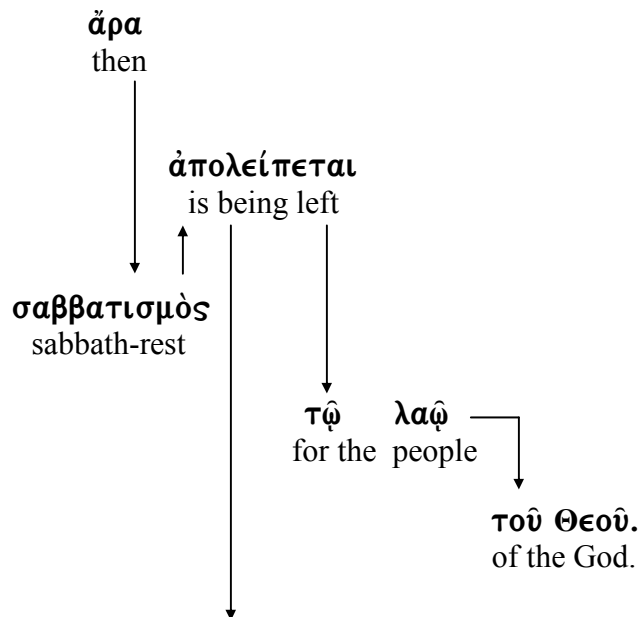 ἄρα
then
ἀπολείπεται
is being left
σαββατισμὸς
sabbath-rest
τῷ λαῷ
for the people
τοῦ Θεοῦ.
of the God.